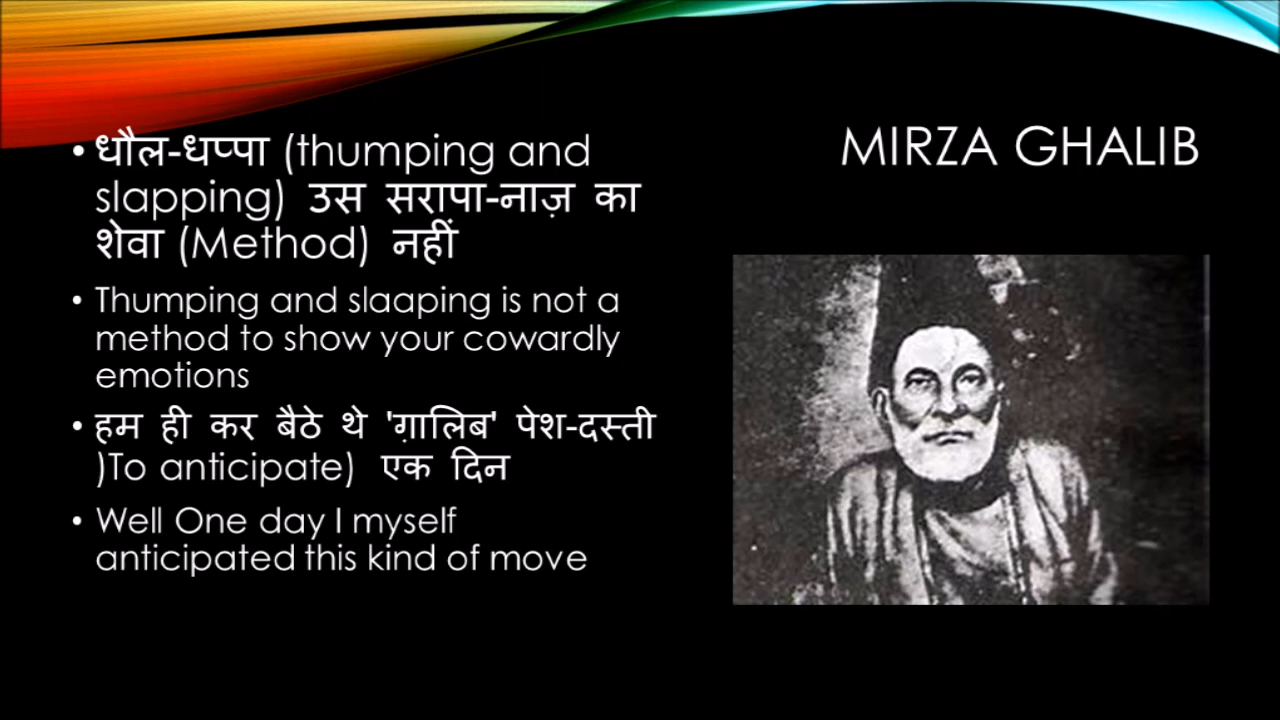 MIRZA GHALIB
• धौल-धप्पा (thumping and
slapping) उस सरापा-नाज़ का
शेवा (Method) नहीं
• Thumping and slaaping is not a
method to show your cowardly
emotions
• हम ही कर बैठे थे 'ग़ालिब' पेश-दस्ती
)To anticipate) एक दिन
• Well One day I myself
anticipated this kind of move